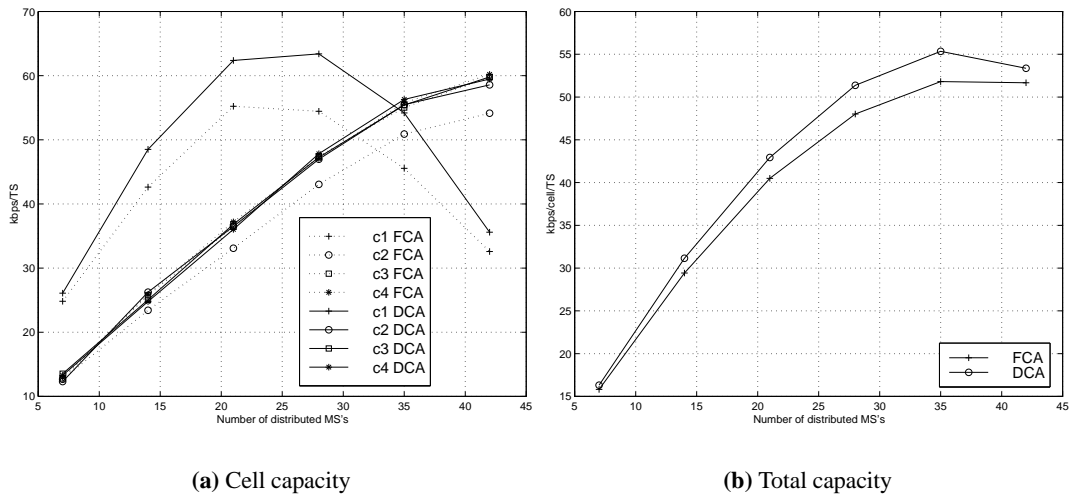 70
60
50
40
30
20
10
5 10 15 20 25 30 35 40 45
kbps/TS
Number of distributed MS's
c1 FCA
c2 FCA
c3 FCA
c4 FCA
c1 DCA
c2 DCA
c3 DCA
c4 DCA
(a) Cell capacity
60
55
50
45
40
35
30
25
20
15
5 10 15 20 25 30 35 40 45
kbps/cell/TS
Number of distributed MS's
FCA
DCA
(b) Total capacity